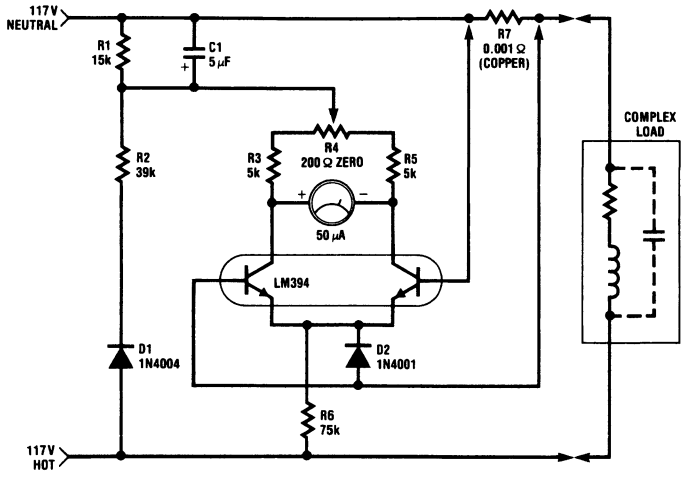 117V
NEUTRAL
R1
15k
C1
+ 5 μF
R7
0.001 Ω
(COPPER)
COMPLEX
LOAD
R2
39k
R3
5k
R4
200 Ω ZERO
R5
5k
+ −
50 μA
LM394
D1
1N4004
D2
1N4001
R6
75k
117V
HOT